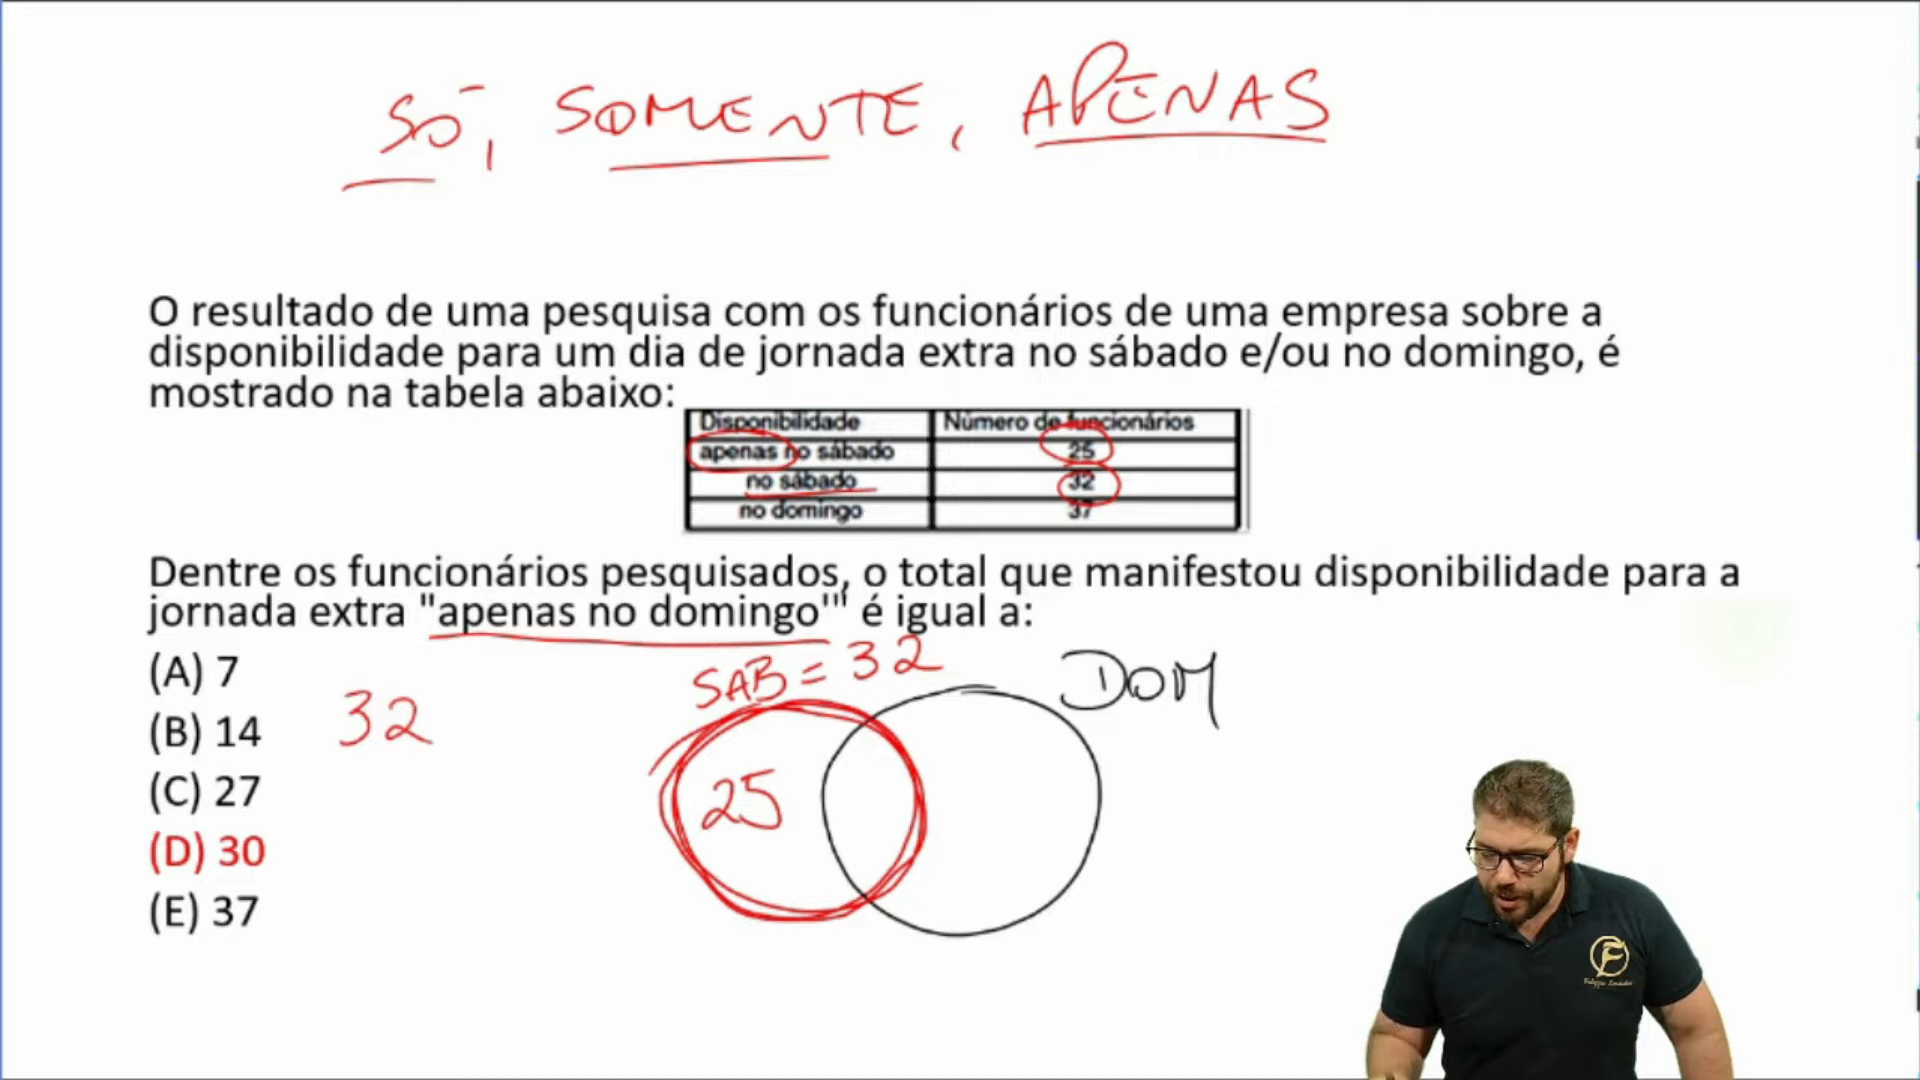 SÓ, SOMENTE, APENAS
O resultado de uma pesquisa com os funcionários de uma empresa sobre a
disponibilidade para um dia de jornada extra no sábado e/ou no domingo, é
mostrado na tabela abaixo:
Disponibilidade Número de funcionários
apenas no sábado 25
no sábado 32
no domingo 37
Dentre os funcionários pesquisados, o total que manifestou disponibilidade para a
jornada extra "apenas no domingo'" é igual a:
(A) 7
(B) 14
(C) 27
(D) 30
(E) 37
32
SAB = 32
DOM
25